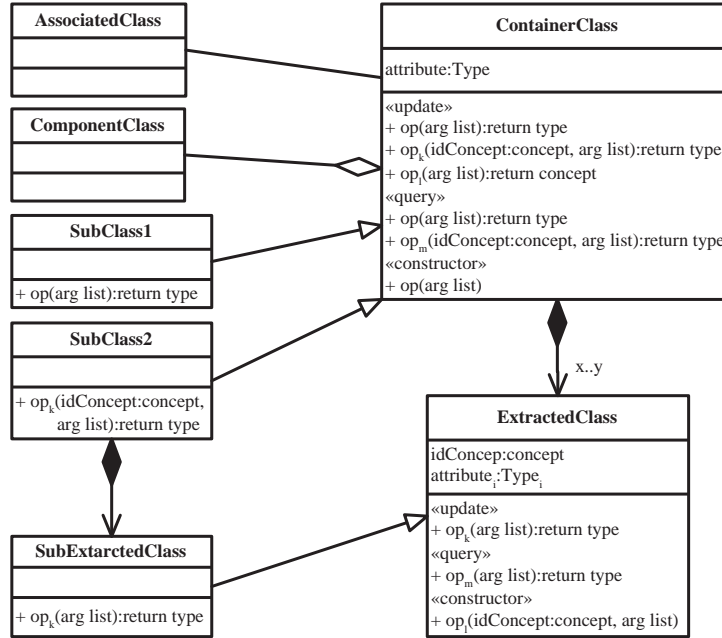 AssociatedClass
ContainerClass
attribute:Type
«update»
+ op(arg list):return type
+ opk(idConcept:concept, arg list):return type
+ opl(arg list):return concept
«query»
+ op(arg list):return type
+ opm(idConcept:concept, arg list):return type
«constructor»
+ op(arg list)
ComponentClass
SubClass1
+ op(arg list):return type
SubClass2
+ opk(idConcept:concept,
arg list):return type
x..y
ExtractedClass
idConcep:concept
attributei:Typei
«update»
+ opk(arg list):return type
«query»
+ opm(arg list):return type
«constructor»
+ opl(idConcept:concept, arg list)
SubExtarctedClass
+ opk(arg list):return type